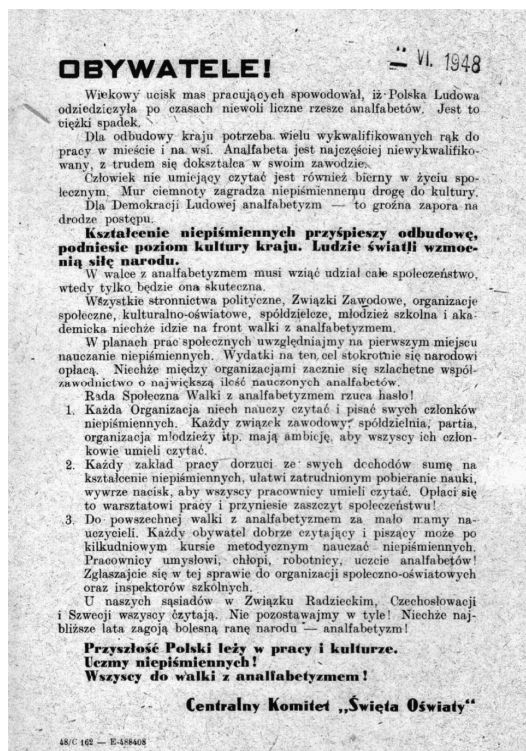 VI. 1948
OBYWATELE!
Wiekowy ucisk mas pracujących spowodował, iż Polska Ludowa
odziedziczyła po czasach niewoli liczne rzesze analfabetów. Jest to
ciężki spadek.
Dla odbudowy kraju potrzeba wielu wykwalifikowanych rąk do
pracy w mieście i na wsi. Analfabeta jest najczęściej niewykwalifiko-
wany, z trudem się dokształca w swoim zawodzie.
Człowiek nie umiejący czytać jest również bierny w życiu spo-
łecznym. Mur ciemnoty zagradza niepiśmiennemu drogę do kultury.
Dla Demokracji Ludowej analfabetyzm — to groźna zapora na
drodze postępu.
Kształcenie niepiśmiennych przyśpieszy odbudowę,
podniesie poziom kultury kraju. Ludzie światli wzmoc-
nią siłę narodu.
W walce z analfabetyzmem musi wziąć udział całe społeczeństwo,
wtedy tylko będzie ona skuteczna.
Wszystkie stronnictwa polityczne, Związki Zawodowe, organizacje
społeczne, kulturalno-oświatowe, spółdzielcze, młodzież szkolna i aka-
demicka niechże idzie na front walki z analfabetyzmem.
W planach prac społecznych uwzględniajmy na pierwszym miejscu
nauczanie niepiśmiennych. Wydatki na ten cel stokrotnie się narodowi
opłacą. Niechże między organizacjami zacznie się szlachetne współ-
zawodnictwo o największą ilość nauczonych analfabetów.
Rada Społeczna Walki z analfabetyzmem rzuca hasło!
1. Każda Organizacja niech nauczy czytać i pisać swych członków
niepiśmiennych. Każdy związek zawodowy, spółdzielnia, partia,
organizacja młodzieży itp. mają ambicję, aby wszyscy ich człon-
kowie umieli czytać.
2. Każdy zakład pracy dorzuci ze swych dochodów sumę na
kształcenie niepiśmiennych, ułatwi zatrudnionym pobieranie nauki,
wywrze nacisk, aby wszyscy pracownicy umieli czytać. Opłaci się
to warsztatowi pracy i przyniesie zaszczyt społeczeństwu!
3. Do powszechnej walki z analfabetyzmem za mało mamy na-
uczycieli. Każdy obywatel dobrze czytający i piszący może po
kilkudniowym kursie metodycznym nauczać niepiśmiennych.
Pracownicy umysłowi, chłopi, robotnicy, uczcie analfabetów!
Zgłaszajcie się w tej sprawie do organizacji społeczno-oświatowych
oraz inspektorów szkolnych.
U naszych sąsiadów w Związku Radzieckim, Czechosłowacji
i Szwecji wszyscy czytają. Nie pozostawajmy w tyle! Niechże naj-
bliższe lata zagoją bolesną ranę narodu — analfabetyzm!
Przyszłość Polski leży w pracy i kulturze.
Uczmy niepiśmiennych!
Wszyscy do walki z analfabetyzmem!
Centralny Komitet „Święta Oświaty"
48/C 162 — E-488408